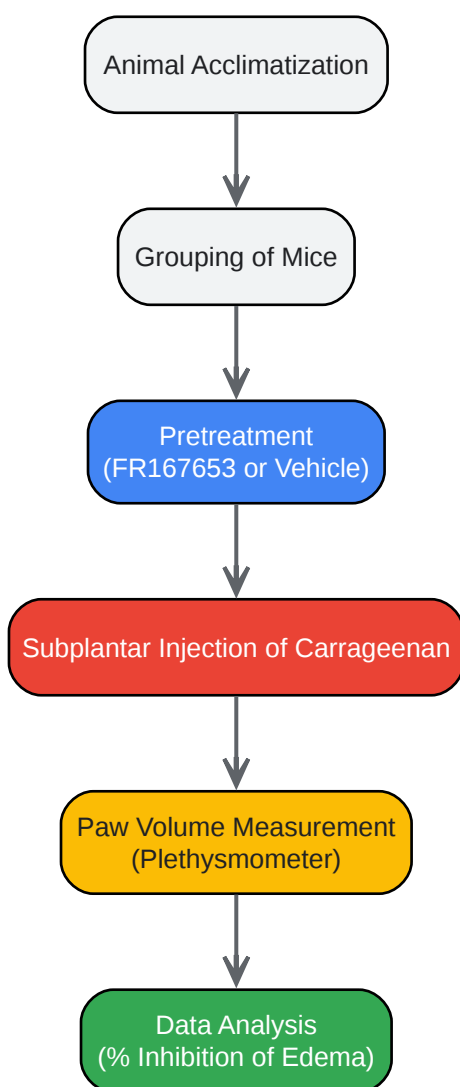 Animal Acclimatization
Grouping of Mice
Pretreatment
(FR167653 or Vehicle)
Subplantar Injection of Carrageenan
Paw Volume Measurement
(Plethysmometer)
Data Analysis
(% Inhibition of Edema)